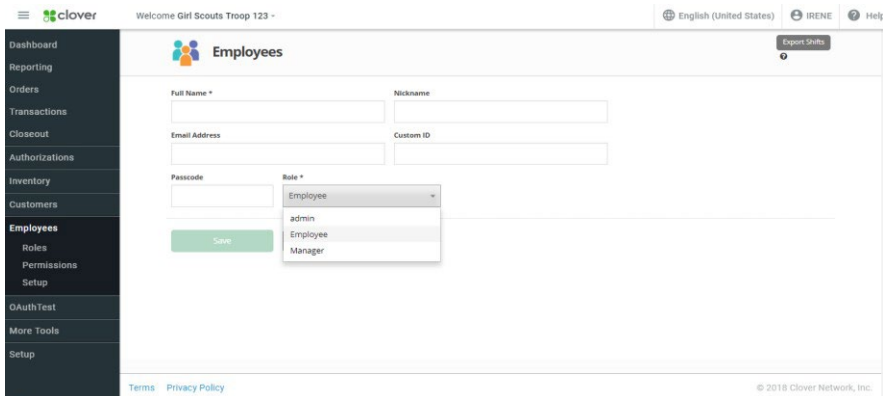 clover
Welcome Girl Scouts Troop 123
English (United States)
IRENE
Help
Dashboard
Reporting
Orders
Transactions
Closeout
Authorizations
Inventory
Customers
Employees
Roles
Permissions
Setup
OAuthTest
More Tools
Setup
Employees
Export Shifts
Full Name *
Nickname
Email Address
Custom ID
Passcode
Role *
Employee
admin
Employee
Manager
Save
Terms Privacy Policy
© 2018 Clover Network, Inc.